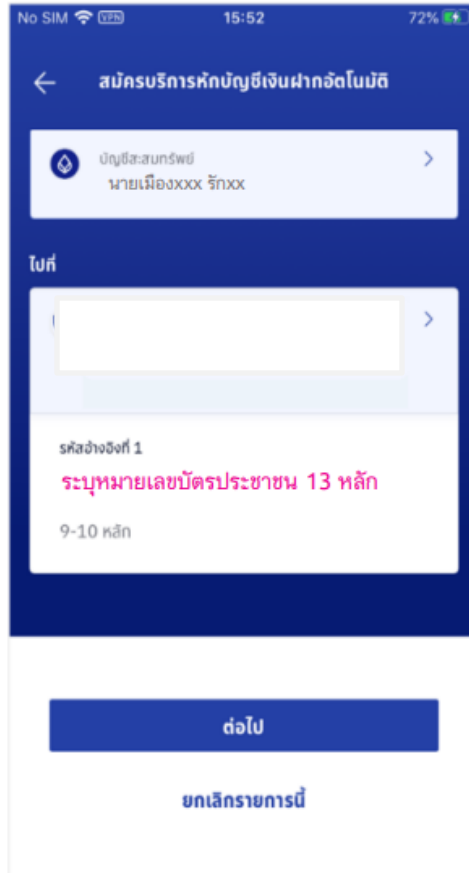 No SIM VPN 15:52 72%
สมัครบริการหักบัญชีเงินฝากอัตโนมัติ
บัญชีสะสมทรัพย์
นายเมืองxxx รักxx
ไปที่
รหัสอ้างอิงที่ 1
ระบุหมายเลขบัตรประชาชน 13 หลัก
9-10 หลัก
ต่อไป
ยกเลิกรายการนี้